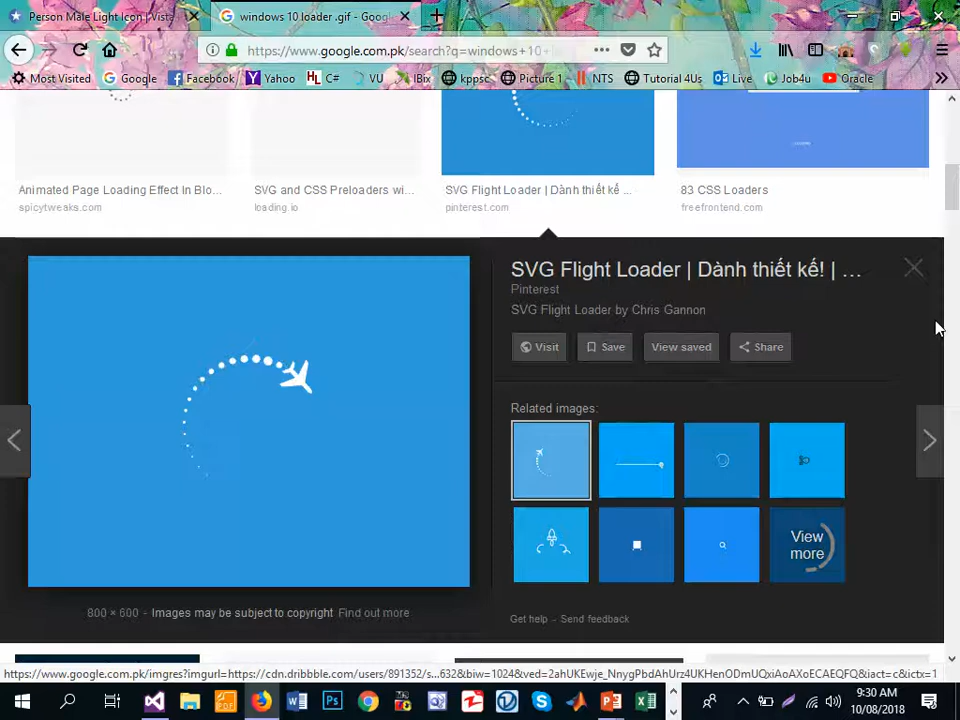 Person Male Light Icon | Vista
windows 10 loader .gif - Goog
https://www.google.com.pk/search?q=windows+10+
Most Visited Google Facebook Yahoo C# VU IBix kppsc Picture 1 NTS Tutorial 4Us Live Job4u Oracle
Animated Page Loading Effect In Blo...
spicytweaks.com
SVG and CSS Preloaders wi...
loading.io
SVG Flight Loader | Dành thiết kế ...
pinterest.com
83 CSS Loaders
freefrontend.com
SVG Flight Loader | Dành thiết kế! | ...
Pinterest
SVG Flight Loader by Chris Gannon
Visit Save View saved Share
Related images:
View
more
800 × 600 - Images may be subject to copyright Find out more
Get help - Send feedback
https://www.google.com.pk/imgres?imgurl=https://cdn.dribbble.com/users/891352/s...632&biw=1024&ved=2ahUKEwje_NnygPbdAhUrz4UKHenODmUQxiAoAXoECAEQFQ&iact=c&ictx=1
9:30 AM
10/08/2018